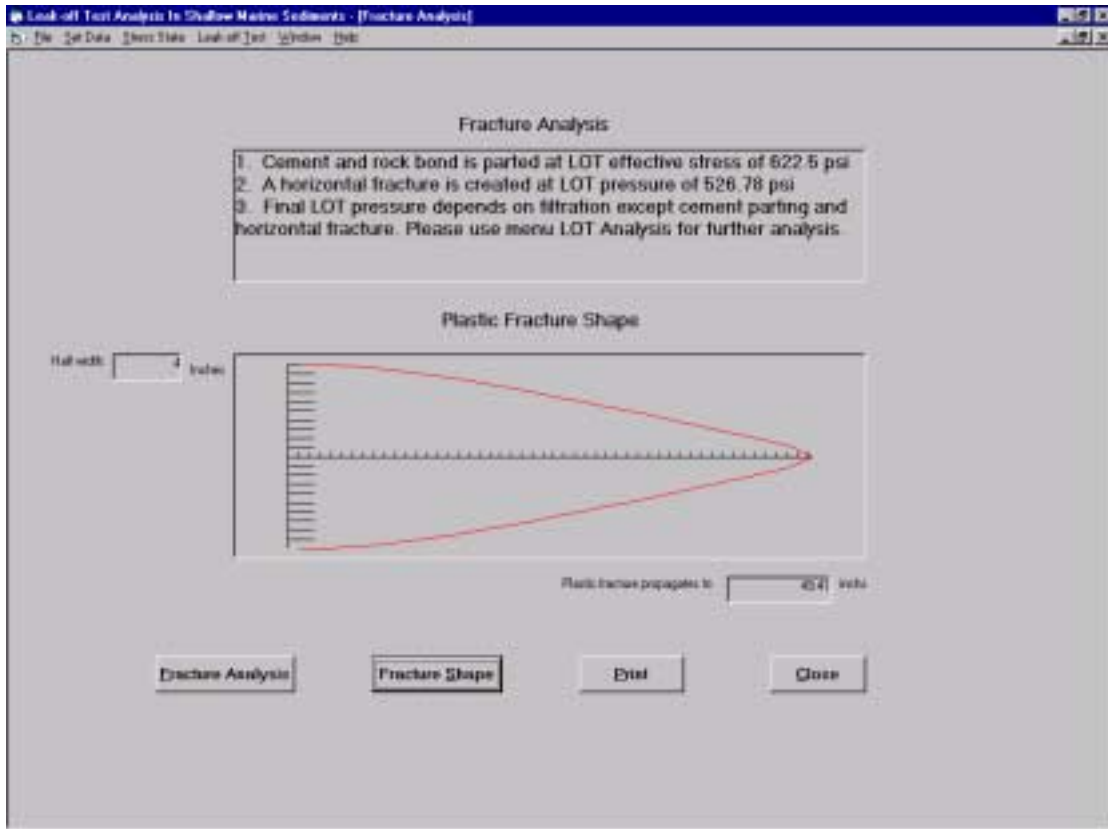 Leak-off Test Analysis In Shallow Marine Sediments - [Fracture Analysis]
File Set Data Stress State Leak-off Test Window Help
Fracture Analysis
1. Cement and rock bond is parted at LOT effective stress of 622.5 psi
2. A horizontal fracture is created at LOT pressure of 526.78 psi
3. Final LOT pressure depends on filtration except cement parting and
horizontal fracture. Please use menu LOT Analysis for further analysis.
Plastic Fracture Shape
Half width 4 Inches
Plastic fracture propagates to
Fracture Analysis Fracture Shape Print Close